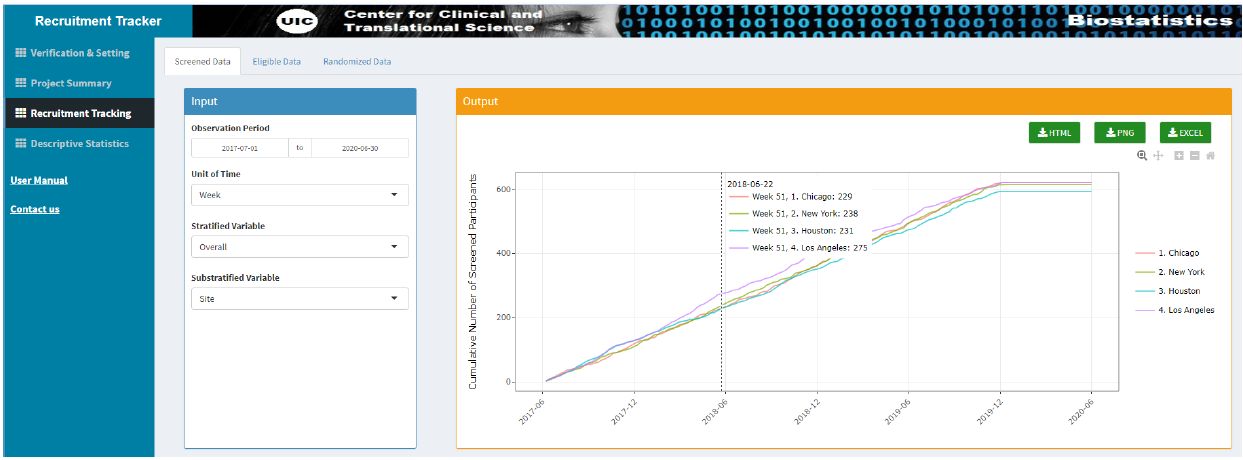 Recruitment Tracker
UIC
Center for Clinical and
Translational Science
Biostatistics
Verification & Setting
Project Summary
Recruitment Tracking
Descriptive Statistics
User Manual
Contact us
Screened Data
Eligible Data
Randomized Data
Input
Observation Period
2017-07-01 to 2020-06-30
Unit of Time
Week
Stratified Variable
Overall
Substratified Variable
Site
Output
HTML
PNG
EXCEL
Cumulative Number of Screened Participants
600
400
200
0
2018-06-22
Week 51, 1. Chicago: 229
Week 51, 2. New York: 238
Week 51, 3. Houston: 231
Week 51, 4. Los Angeles: 275
1. Chicago
2. New York
3. Houston
4. Los Angeles
2017-06
2017-12
2018-06
2018-12
2019-06
2019-12
2020-06